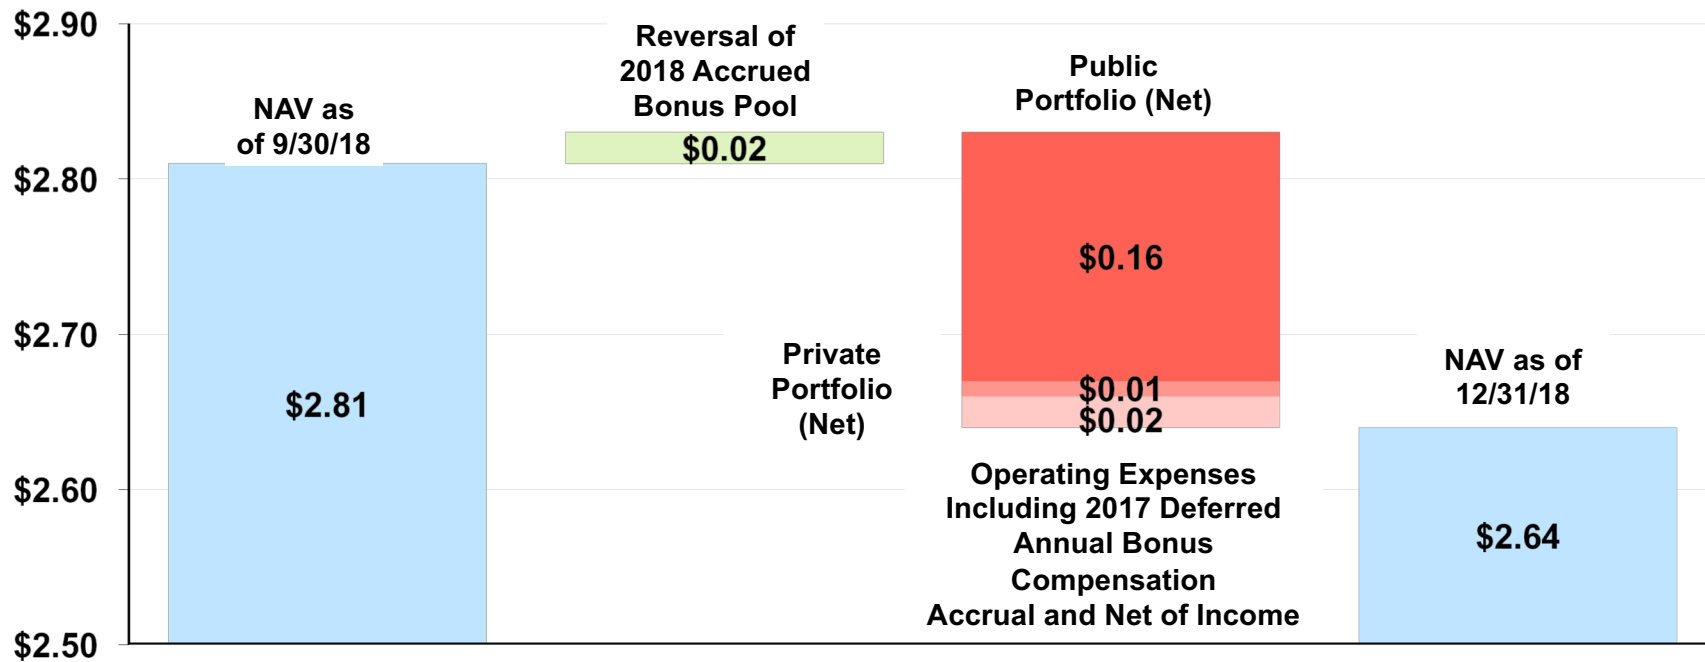 $2.90
$2.80
$2.70
$2.60
$2.50
NAV as
of 9/30/18
$2.81
Reversal of
2018 Accrued
Bonus Pool
$0.02
Public
Portfolio (Net)
$0.16
Private
Portfolio
(Net)
$0.01
$0.02
Operating Expenses
Including 2017 Deferred
Annual Bonus
Compensation
Accrual and Net of Income
NAV as of
12/31/18
$2.64